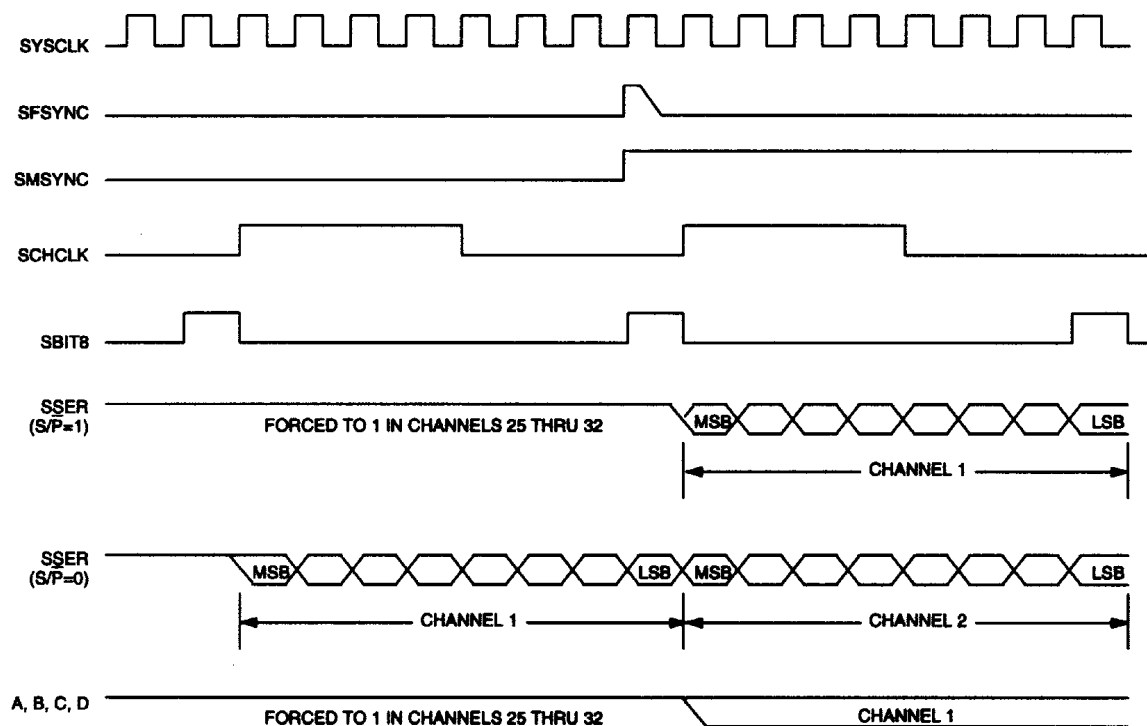 SYSCLK
SFSYNC
SMSYNC
SCHCLK
SBIT8
SSER
(S/P̅=1)
FORCED TO 1 IN CHANNELS 25 THRU 32
MSB
LSB
CHANNEL 1
SSER
(S/P̅=0)
MSB
LSB
MSB
LSB
CHANNEL 1
CHANNEL 2
A, B, C, D
FORCED TO 1 IN CHANNELS 25 THRU 32
CHANNEL 1